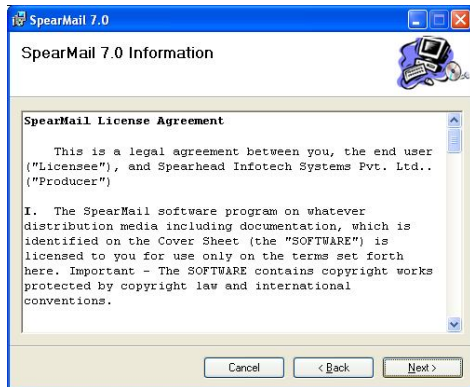 SpearMail 7.0
SpearMail 7.0 Information
SpearMail License Agreement
This is a legal agreement between you, the end user
("Licensee"), and Spearhead Infotech Systems Pvt. Ltd..
("Producer")
I.  The SpearMail software program on whatever
distribution media including documentation, which is
identified on the Cover Sheet (the "SOFTWARE") is
licensed to you for use only on the terms set forth
here. Important - The SOFTWARE contains copyright works
protected by copyright law and international
conventions.
Cancel
< Back
Next >